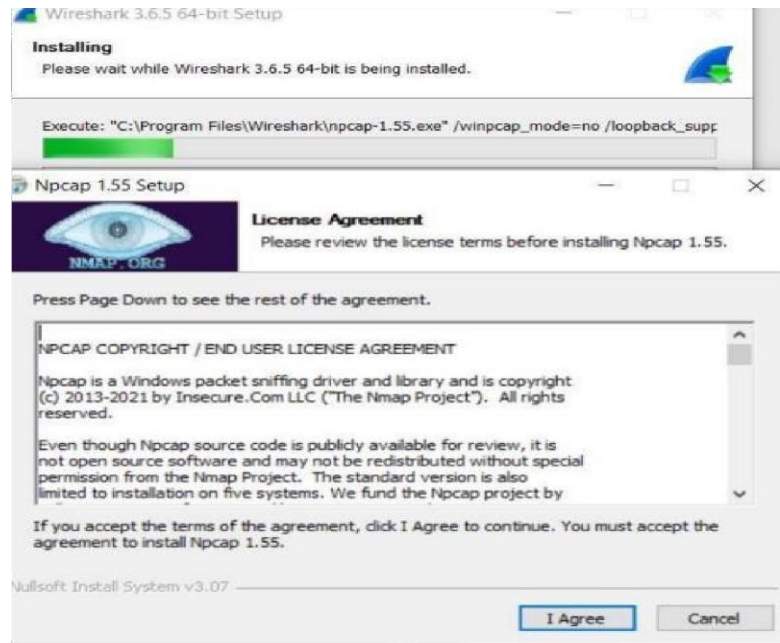 Wireshark 3.6.5 64-bit Setup
Installing
Please wait while Wireshark 3.6.5 64-bit is being installed.
Execute: "C:\Program Files\Wireshark\npcap-1.55.exe" /winpcap_mode=no /loopback_supp
Npcap 1.55 Setup
NMAP.ORG
License Agreement
Please review the license terms before installing Npcap 1.55.
Press Page Down to see the rest of the agreement.
NPCAP COPYRIGHT / END USER LICENSE AGREEMENT
Npcap is a Windows packet sniffing driver and library and is copyright
(c) 2013-2021 by Insecure.Com LLC ("The Nmap Project"). All rights
reserved.
Even though Npcap source code is publicly available for review, it is
not open source software and may not be redistributed without special
permission from the Nmap Project. The standard version is also
limited to installation on five systems. We fund the Npcap project by
If you accept the terms of the agreement, click I Agree to continue. You must accept the
agreement to install Npcap 1.55.
Nullsoft Install System v3.07
I Agree
Cancel